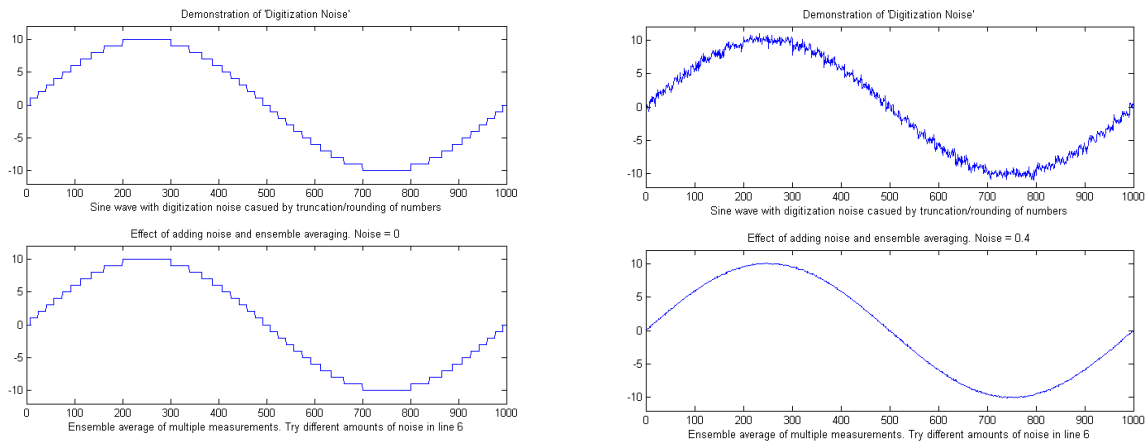 Demonstration of 'Digitization Noise'
10
5
0
-5
-10
0 100 200 300 400 500 600 700 800 900 1000
Sine wave with digitization noise casued by truncation/rounding of numbers
Effect of adding noise and ensemble averaging. Noise = 0
10
5
0
-5
-10
0 100 200 300 400 500 600 700 800 900 1000
Ensemble average of multiple measurements. Try different amounts of noise in line 6
Demonstration of 'Digitization Noise'
10
5
0
-5
-10
0 100 200 300 400 500 600 700 800 900 1000
Sine wave with digitization noise casued by truncation/rounding of numbers
Effect of adding noise and ensemble averaging. Noise = 0.4
10
5
0
-5
-10
0 100 200 300 400 500 600 700 800 900 1000
Ensemble average of multiple measurements. Try different amounts of noise in line 6